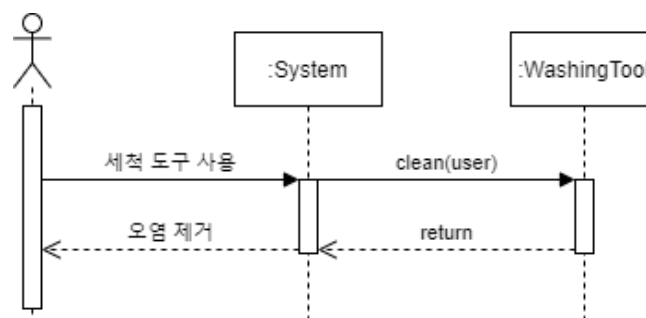 :System
:WashingTool
세척 도구 사용
clean(user)
오염 제거
return